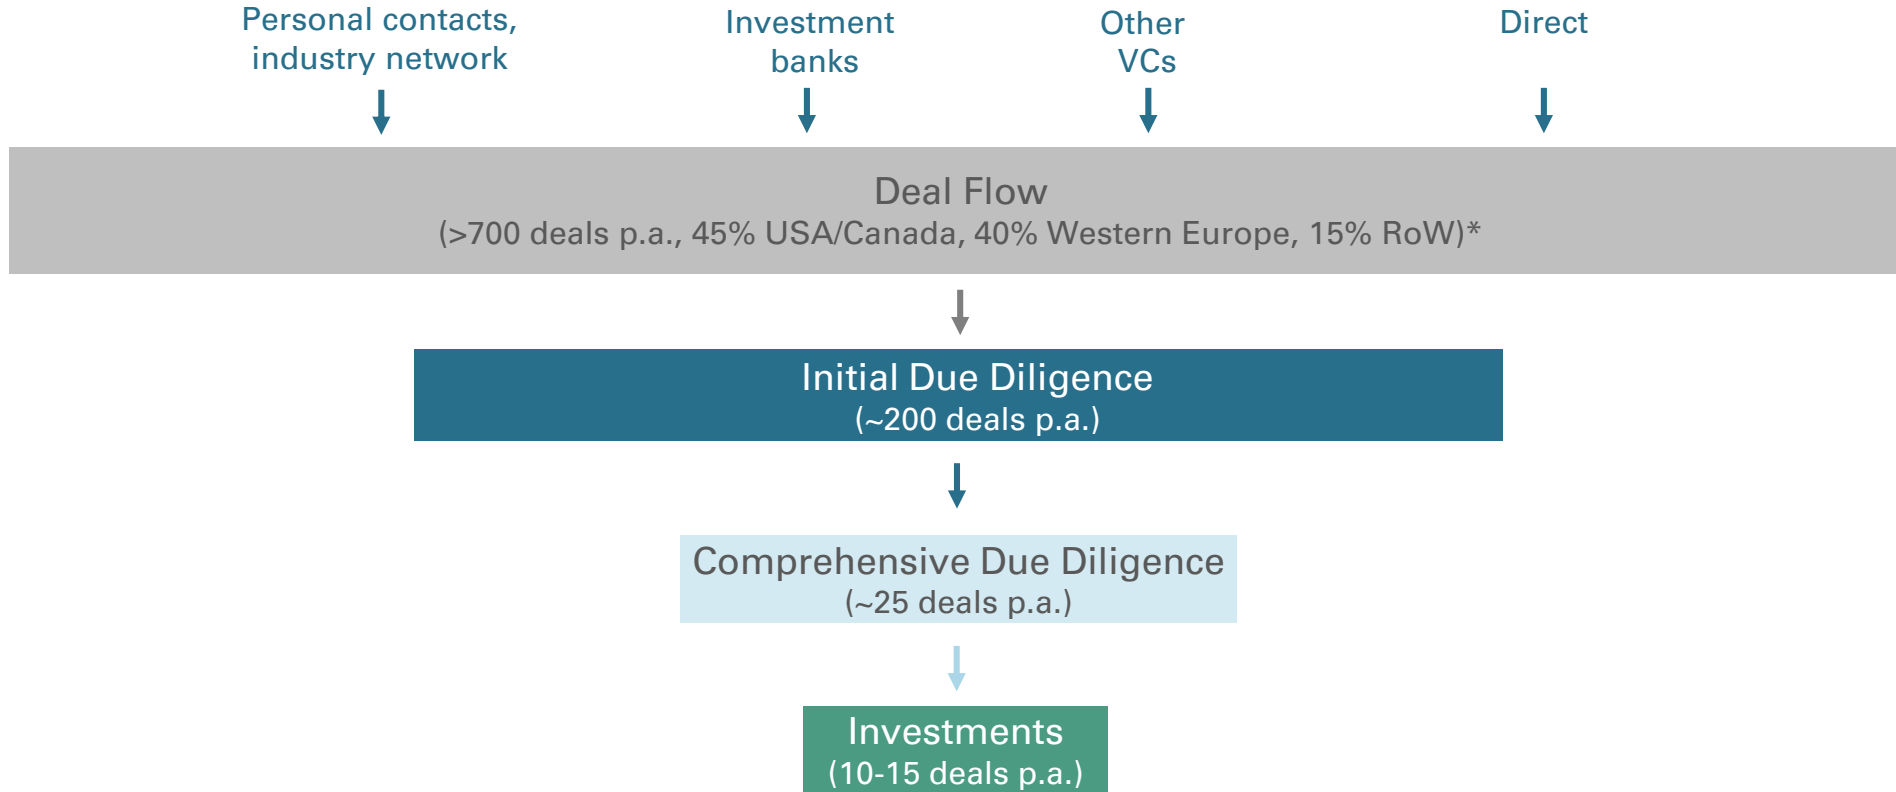 Personal contacts,
industry network
Investment
banks
Other
VCs
Direct
Deal Flow
(>700 deals p.a., 45% USA/Canada, 40% Western Europe, 15% RoW)*
Initial Due Diligence
(~200 deals p.a.)
Comprehensive Due Diligence
(~25 deals p.a.)
Investments
(10-15 deals p.a.)